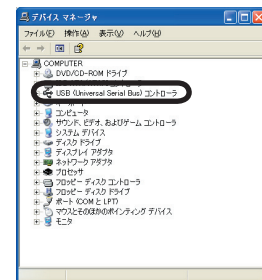 デバイス マネージャ
ファイル(F) 操作(A) 表示(V) ヘルプ(H)
COMPUTER
DVD/CD-ROM ドライブ
USB (Universal Serial Bus) コントローラ
コンピュータ
サウンド、ビデオ、およびゲーム コントローラ
システム デバイス
ディスク ドライブ
ディスプレイ アダプタ
ネットワーク アダプタ
プロセッサ
フロッピー ディスク コントローラ
フロッピー ディスク ドライブ
ポート (COM と LPT)
マウスとそのほかのポインティング デバイス
モニタ